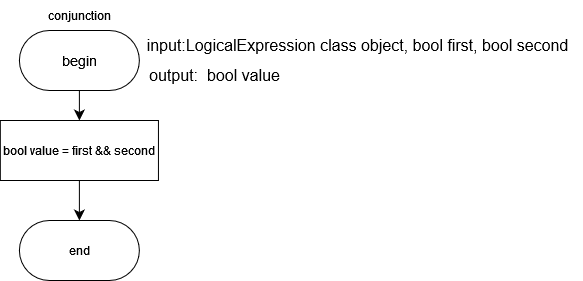 conjunction
input:LogicalExpression class object, bool first, bool second
begin
output:  bool value
bool value = first && second
end